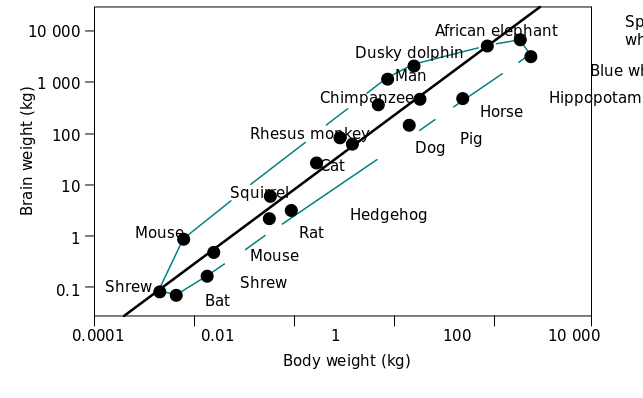 Sp
wh
African elephant
10 000
Dusky dolphin
Blue wh
Man
1 000
Chimpanzee
Hippopotam
Horse
100
Rhesus monkey
Pig
Dog
Cat
10
Squirrel
Hedgehog
Mouse
Rat
1
Mouse
Shrew
Shrew
0.1
Bat
Brain weight (kg)
0.0001
0.01
1
100
10 000
Body weight (kg)